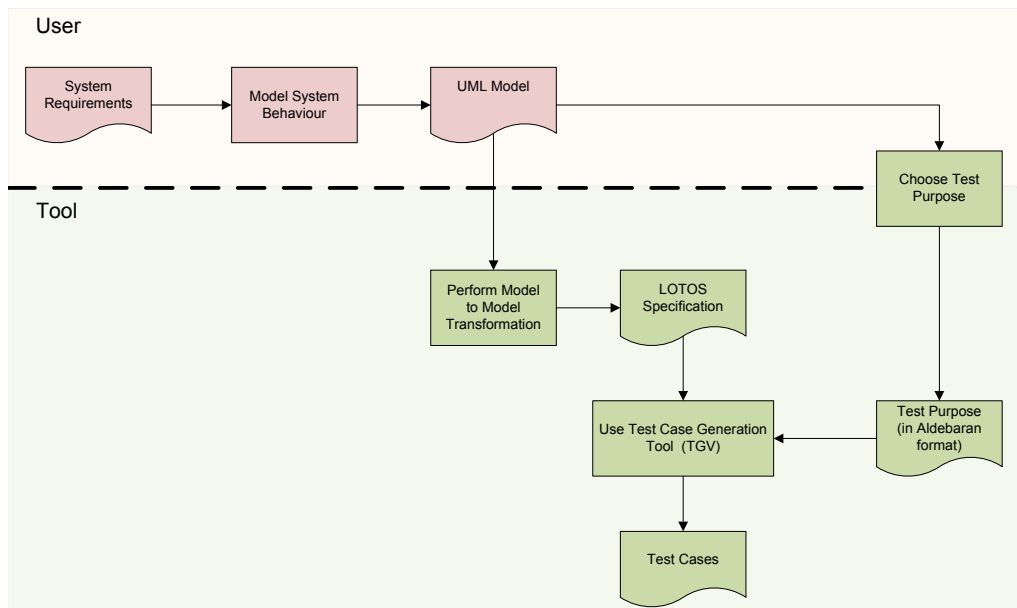 User
System
Requirements
Model System
Behaviour
UML Model
Choose Test
Purpose
Tool
Perform Model
to Model
Transformation
LOTOS
Specification
Use Test Case Generation
Tool (TGV)
Test Purpose
(in Aldebaran
format)
Test Cases